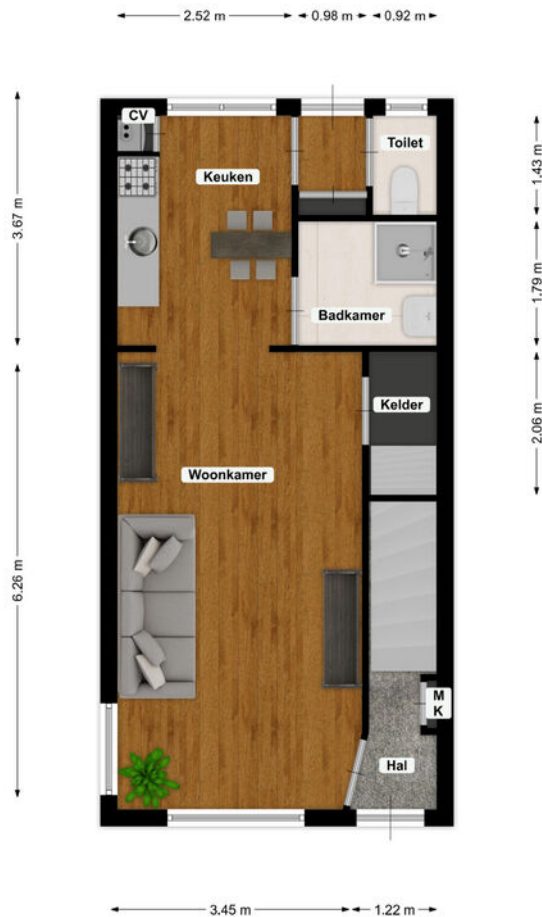 2.52 m
0.98 m
0.92 m
CV
Keuken
Toilet
3.67 m
1.43 m
1.79 m
Badkamer
Kelder
2.06 m
Woonkamer
6.26 m
M
K
Hal
3.45 m
1.22 m